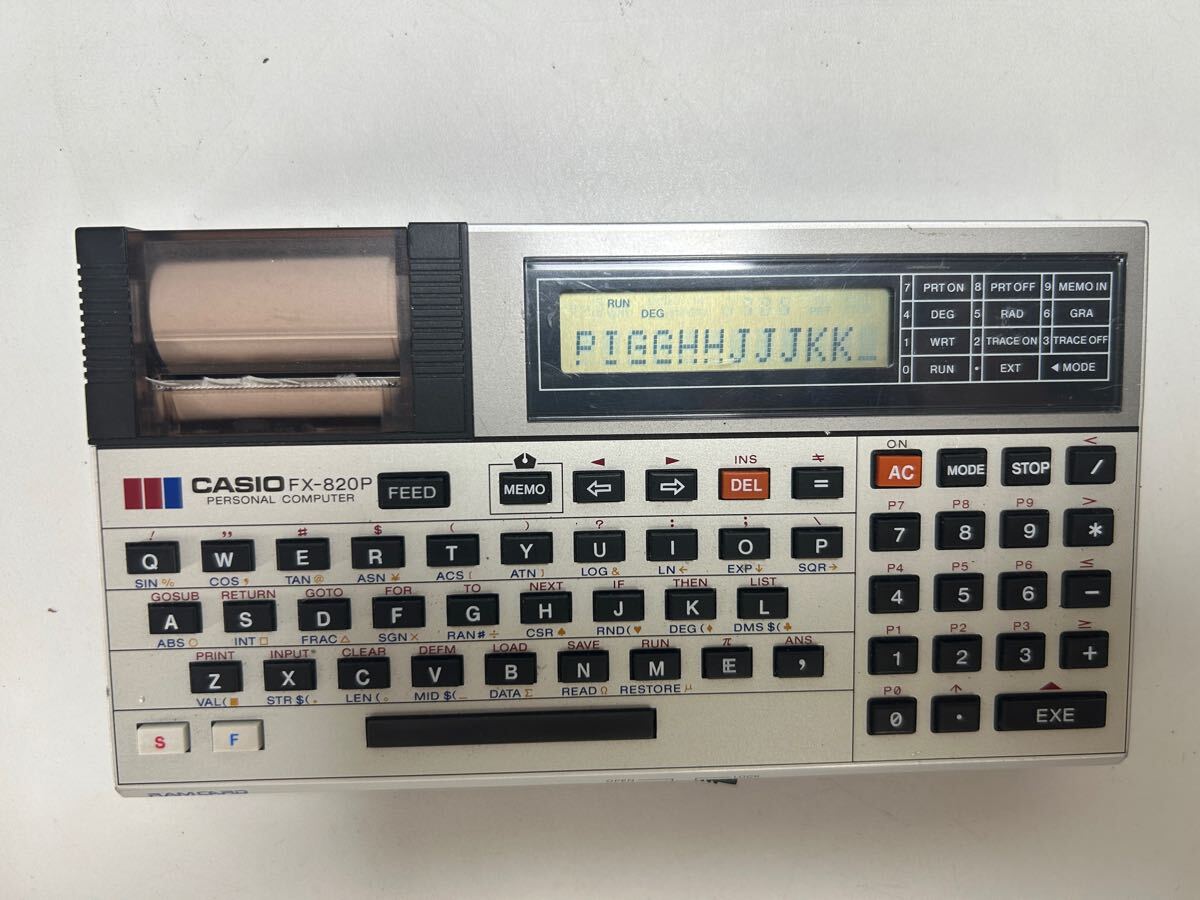 RUN
DEG
PIGGHHJJJKK_
7 PRT ON 8 PRT OFF 9 MEMO IN
4 DEG 5 RAD 6 GRA
1 WRT 2 TRACE ON 3 TRACE OFF
0 RUN • EXT ◀ MODE
CASIO FX-820P
PERSONAL COMPUTER
FEED
MEMO
◀ ▶ INS ≠
⇦ ⇨ DEL =
ON <
AC MODE STOP /
! " # $ ( ) ? : ; \
Q W E R T Y U I O P
SIN % COS ' TAN @ ASN ¥ ACS [ ATN ] LOG & LN ← EXP ↓ SQR →
GOSUB RETURN GOTO FOR TO NEXT IF THEN LIST
A S D F G H J K L
ABS ○ INT □ FRAC △ SGN × RAN# ÷ CSR ♠ RND( ♥ DEG( ♦ DMS $( ♣
PRINT INPUT CLEAR DEFM LOAD SAVE RUN π ANS
Z X C V B N M E ,
VAL( ■ STR $( LEN ( MID $( DATA Σ READ Ω RESTORE μ
S F
P7 P8 P9 >
7 8 9 *
P4 P5 P6 ≤
4 5 6 −
P1 P2 P3 ≥
1 2 3 +
P0 ↑ ▲
0 • EXE
OPEN LOCK
RAM CARD